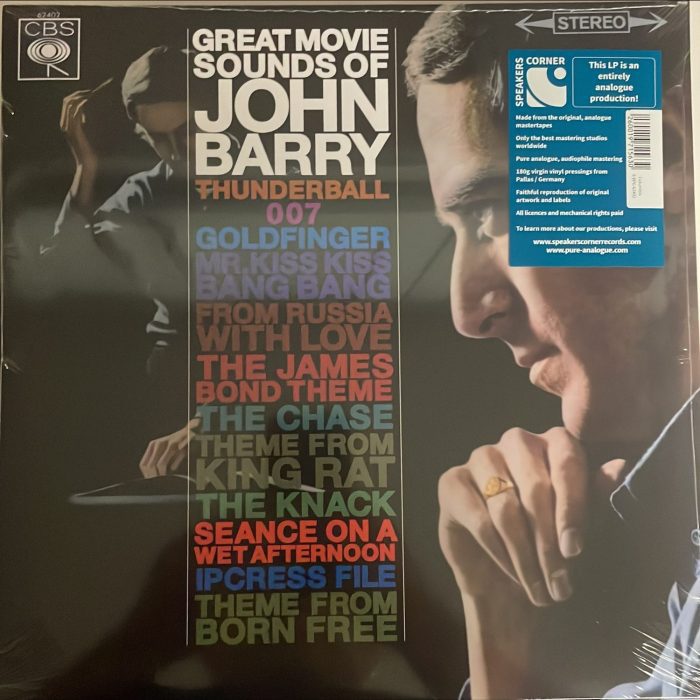 62402
CBS
GREAT MOVIE
SOUNDS OF
JOHN
BARRY
THUNDERBALL
007
GOLDFINGER
MR. KISS KISS
BANG BANG
FROM RUSSIA
WITH LOVE
THE JAMES
BOND THEME
THE CHASE
THEME FROM
KING RAT
THE KNACK
SEANCE ON A
WET AFTERNOON
IPCRESS FILE
THEME FROM
BORN FREE
STEREO
SPEAKERS
CORNER
This LP is an
entirely
analogue
production!
Made from the original, analogue
mastertapes
Only the best mastering studios
worldwide
Pure analogue, audiophile mastering
180g virgin vinyl pressings from
Pallas / Germany
Faithful reproduction of original
artwork and labels
All licences and mechanical rights paid
To learn more about our productions, please visit
www.speakerscornerrecords.com
www.pure-analogue.com